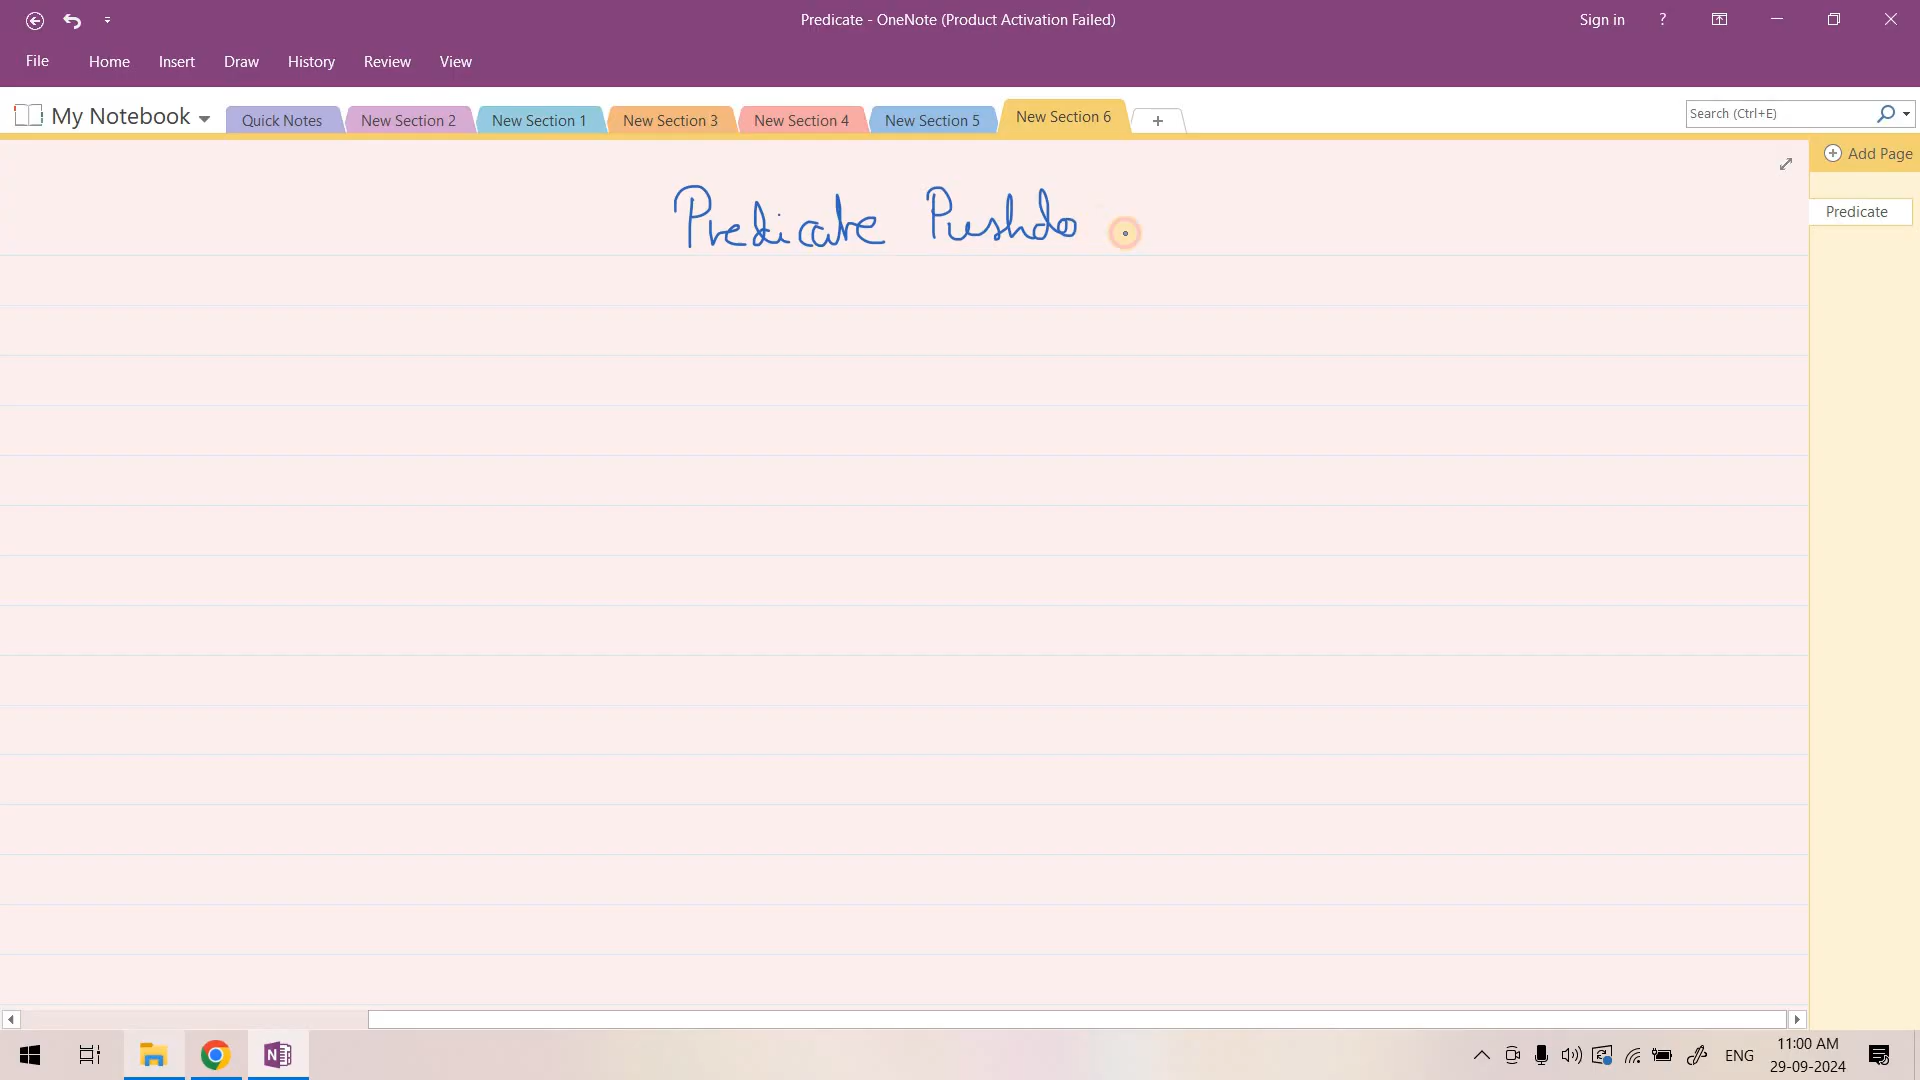 Predicate - OneNote (Product Activation Failed)
Sign in
?
File Home Insert Draw History Review View
My Notebook
Quick Notes
New Section 2
New Section 1
New Section 3
New Section 4
New Section 5
New Section 6
+
Search (Ctrl+E)
Add Page
Predicate
Predicate Pushdo
ENG
11:00 AM
29-09-2024